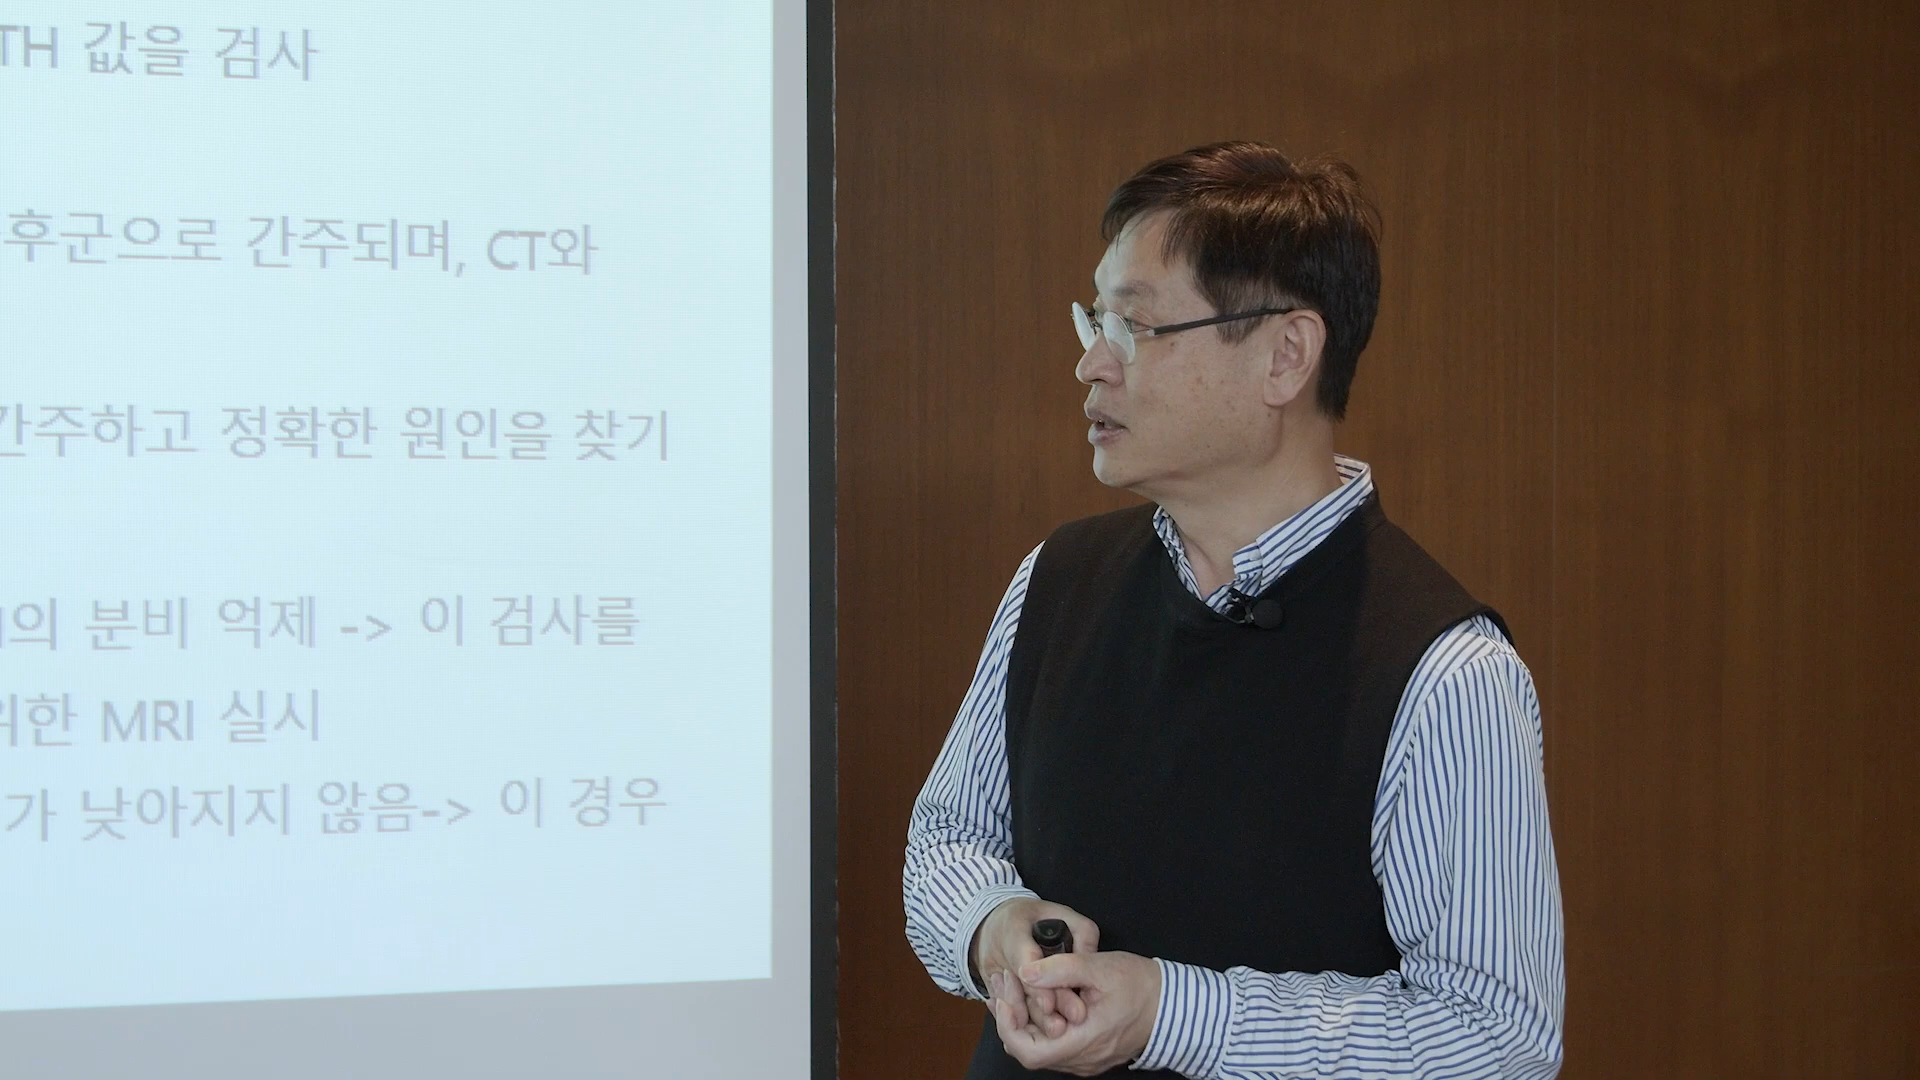 TH 값을 검사
후군으로 간주되며, CT와
간주하고 정확한 원인을 찾기
의 분비 억제 -> 이 검사를
위한 MRI 실시
가 낮아지지 않음-> 이 경우